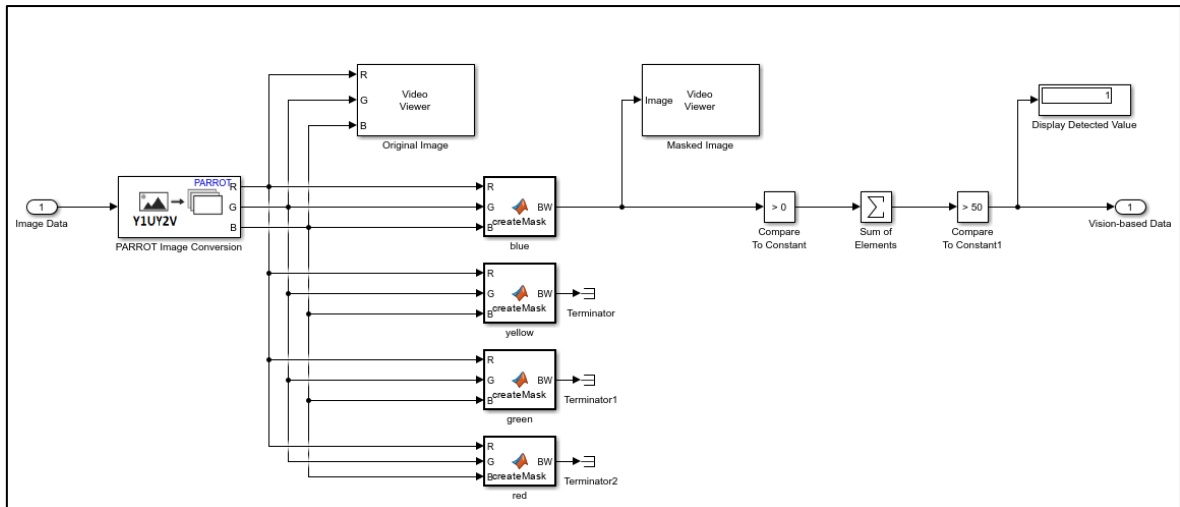 R
G
B
Video
Viewer
Original Image
Image
Video
Viewer
Masked Image
1
Display Detected Value
1
Image Data
PARROT
Y1UY2V
R
G
B
PARROT Image Conversion
R
G
B
BW
createMask
blue
> 0
Compare
To Constant
Sum of
Elements
> 50
Compare
To Constant1
1
Vision-based Data
R
G
B
BW
createMask
yellow
Terminator
R
G
B
BW
createMask
green
Terminator1
R
G
B
BW
createMask
red
Terminator2